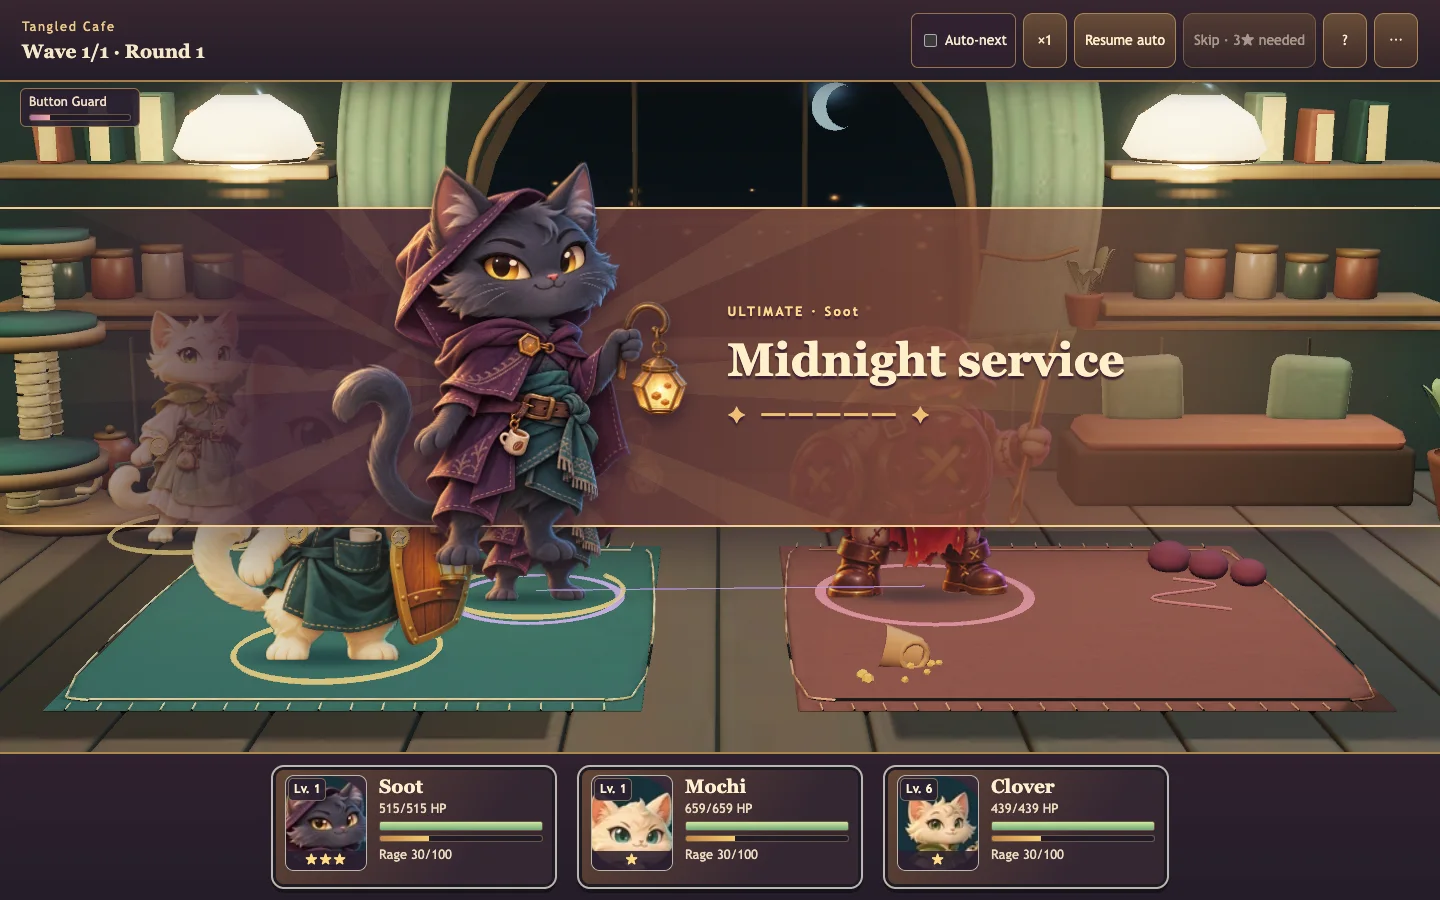 Tangled Cafe
Wave 1/1 · Round 1
Auto-next
×1
Resume auto
Skip · 3★ needed
?
...
Button Guard
ULTIMATE · Soot
Midnight service
Lv. 1
Soot
515/515 HP
Rage 30/100
Lv. 1
Mochi
659/659 HP
Rage 30/100
Lv. 6
Clover
439/439 HP
Rage 30/100